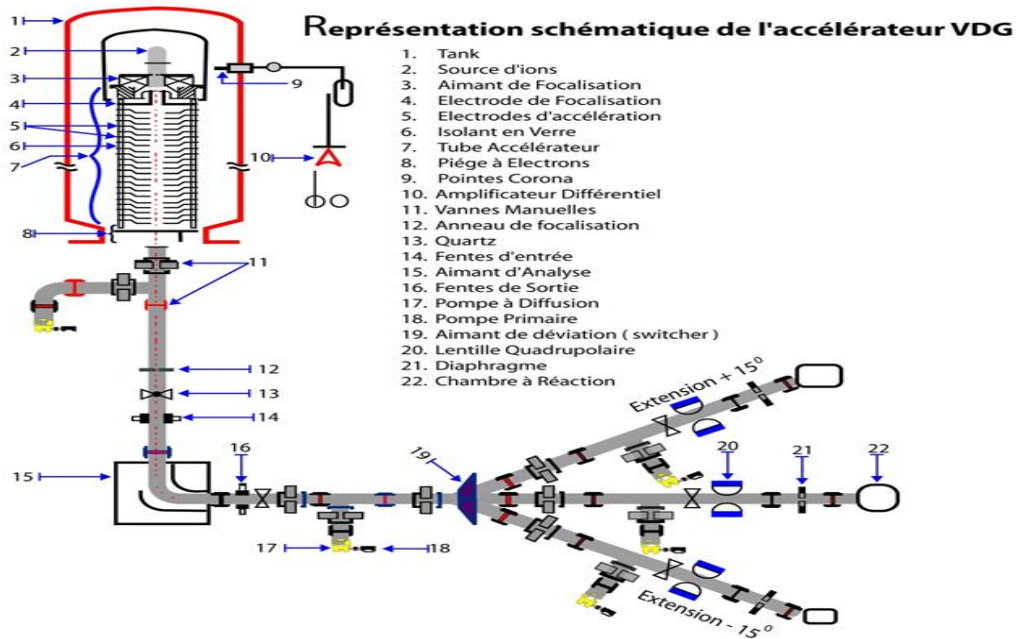 Représentation schématique de l'accélérateur VDG
1. Tank
2. Source d'ions
3. Aimant de Focalisation
4. Electrode de Focalisation
5. Electrodes d'accélération
6. Isolant en Verre
7. Tube Accélérateur
8. Piége à Electrons
9. Pointes Corona
10. Amplificateur Différentiel
11. Vannes Manuelles
12. Anneau de focalisation
13. Quartz
14. Fentes d'entrée
15. Aimant d'Analyse
16. Fentes de Sortie
17. Pompe à Diffusion
18. Pompe Primaire
19. Aimant de déviation ( switcher )
20. Lentille Quadrupolaire
21. Diaphragme
22. Chambre à Réaction
1
2
3
4
5
6
7
8
9
10
11
12
13
14
15
16
17
18
19
20
21
22
Extension + 15⁰
Extension - 15⁰